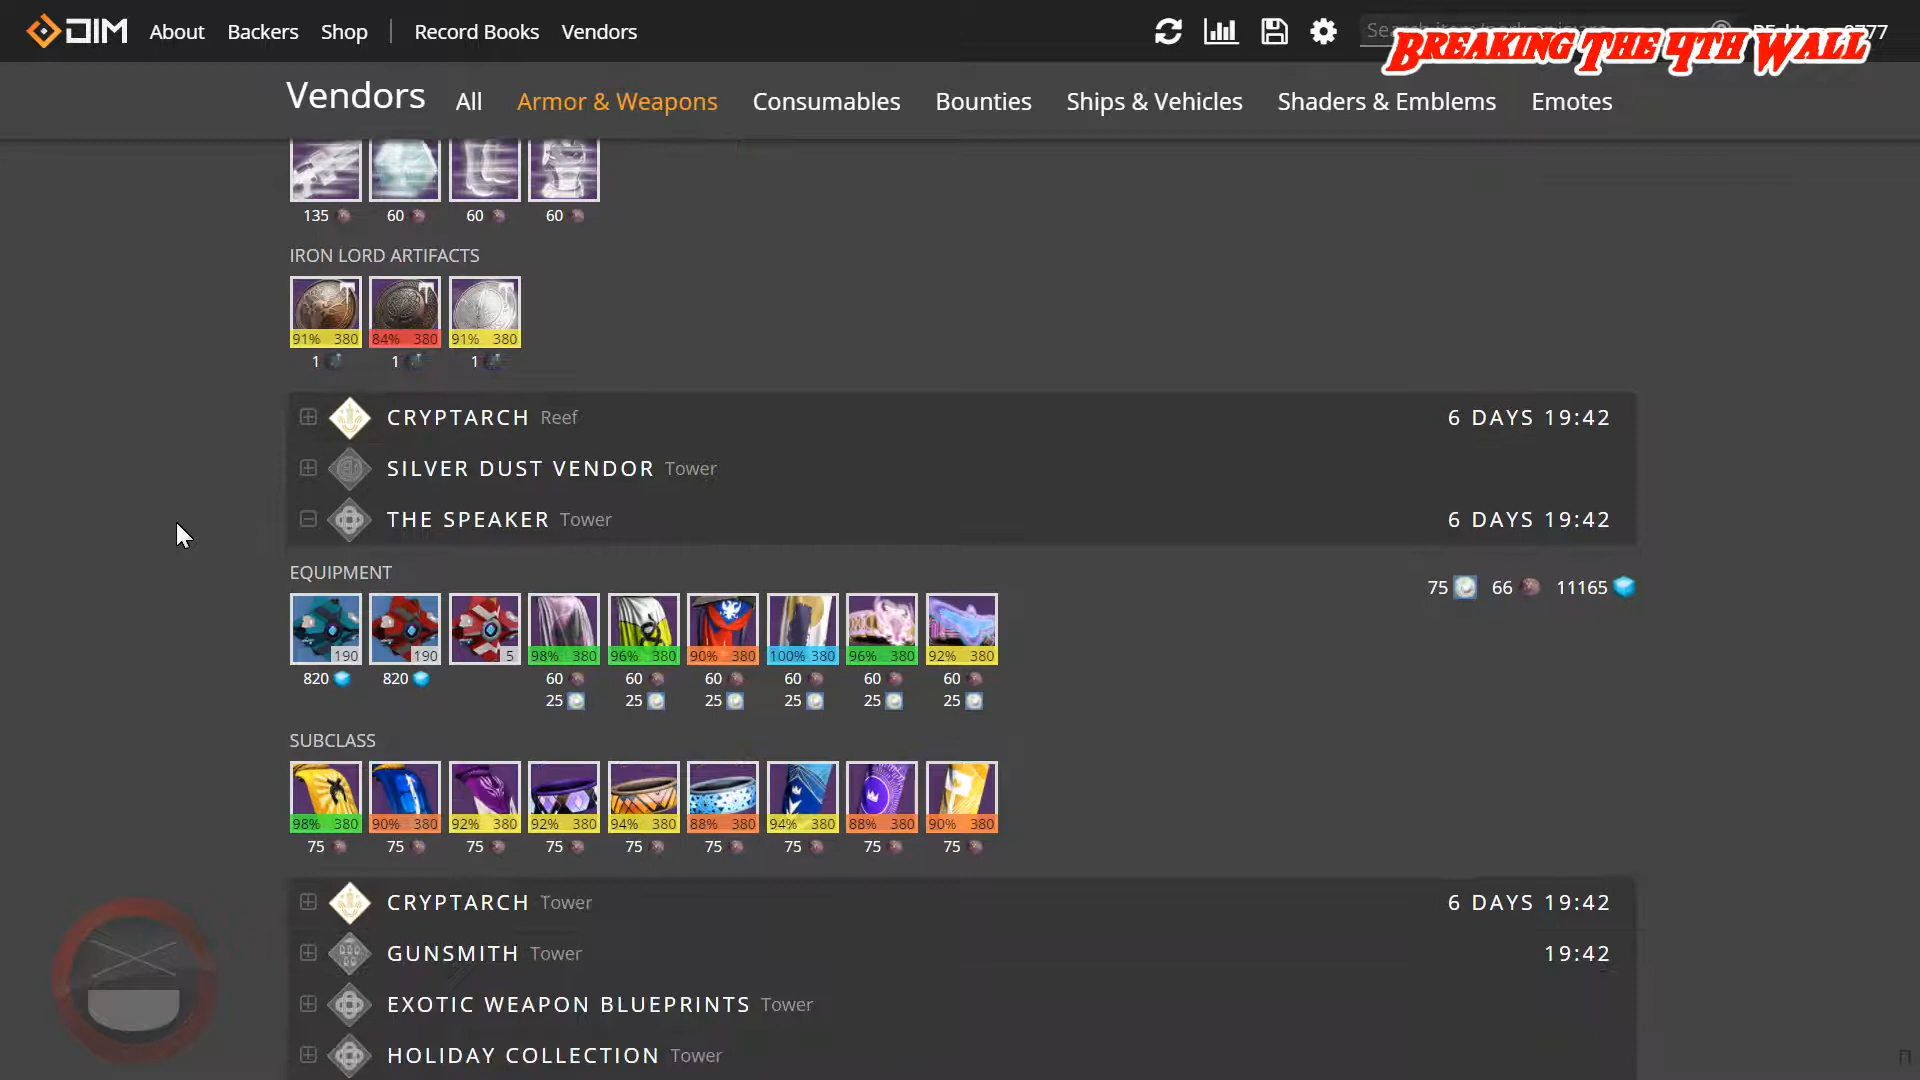 DIM About Backers Shop Record Books Vendors
BREAKING THE 4TH WALL
Vendors All Armor & Weapons Consumables Bounties Ships & Vehicles Shaders & Emblems Emotes
135 60 60 60
IRON LORD ARTIFACTS
91% 380 84% 380 91% 380
1 1 1
CRYPTARCH Reef 6 DAYS 19:42
SILVER DUST VENDOR Tower
THE SPEAKER Tower 6 DAYS 19:42
EQUIPMENT
75 66 11165
190 190 5 98% 380 96% 380 90% 380 100% 380 96% 380 92% 380
820 820 60 60 60 60 60 60
25 25 25 25 25 25
SUBCLASS
98% 380 90% 380 92% 380 92% 380 94% 380 88% 380 94% 380 88% 380 90% 380
75 75 75 75 75 75 75 75 75
CRYPTARCH Tower 6 DAYS 19:42
GUNSMITH Tower 19:42
EXOTIC WEAPON BLUEPRINTS Tower
HOLIDAY COLLECTION Tower